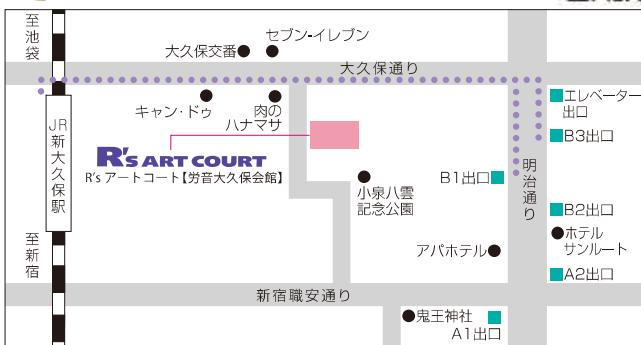 至池袋
セブン-イレブン
大久保交番
大久保通り
キャン・ドゥ
肉の
ハナマサ
エレベーター
出口
B3出口
JR新大久保駅
R's ART COURT
R's アートコート【労音大久保会館】
小泉八雲
記念公園
B1出口
明治通り
B2出口
ホテル
サンルート
アパホテル
至新宿
A2出口
新宿職安通り
鬼王神社
A1出口